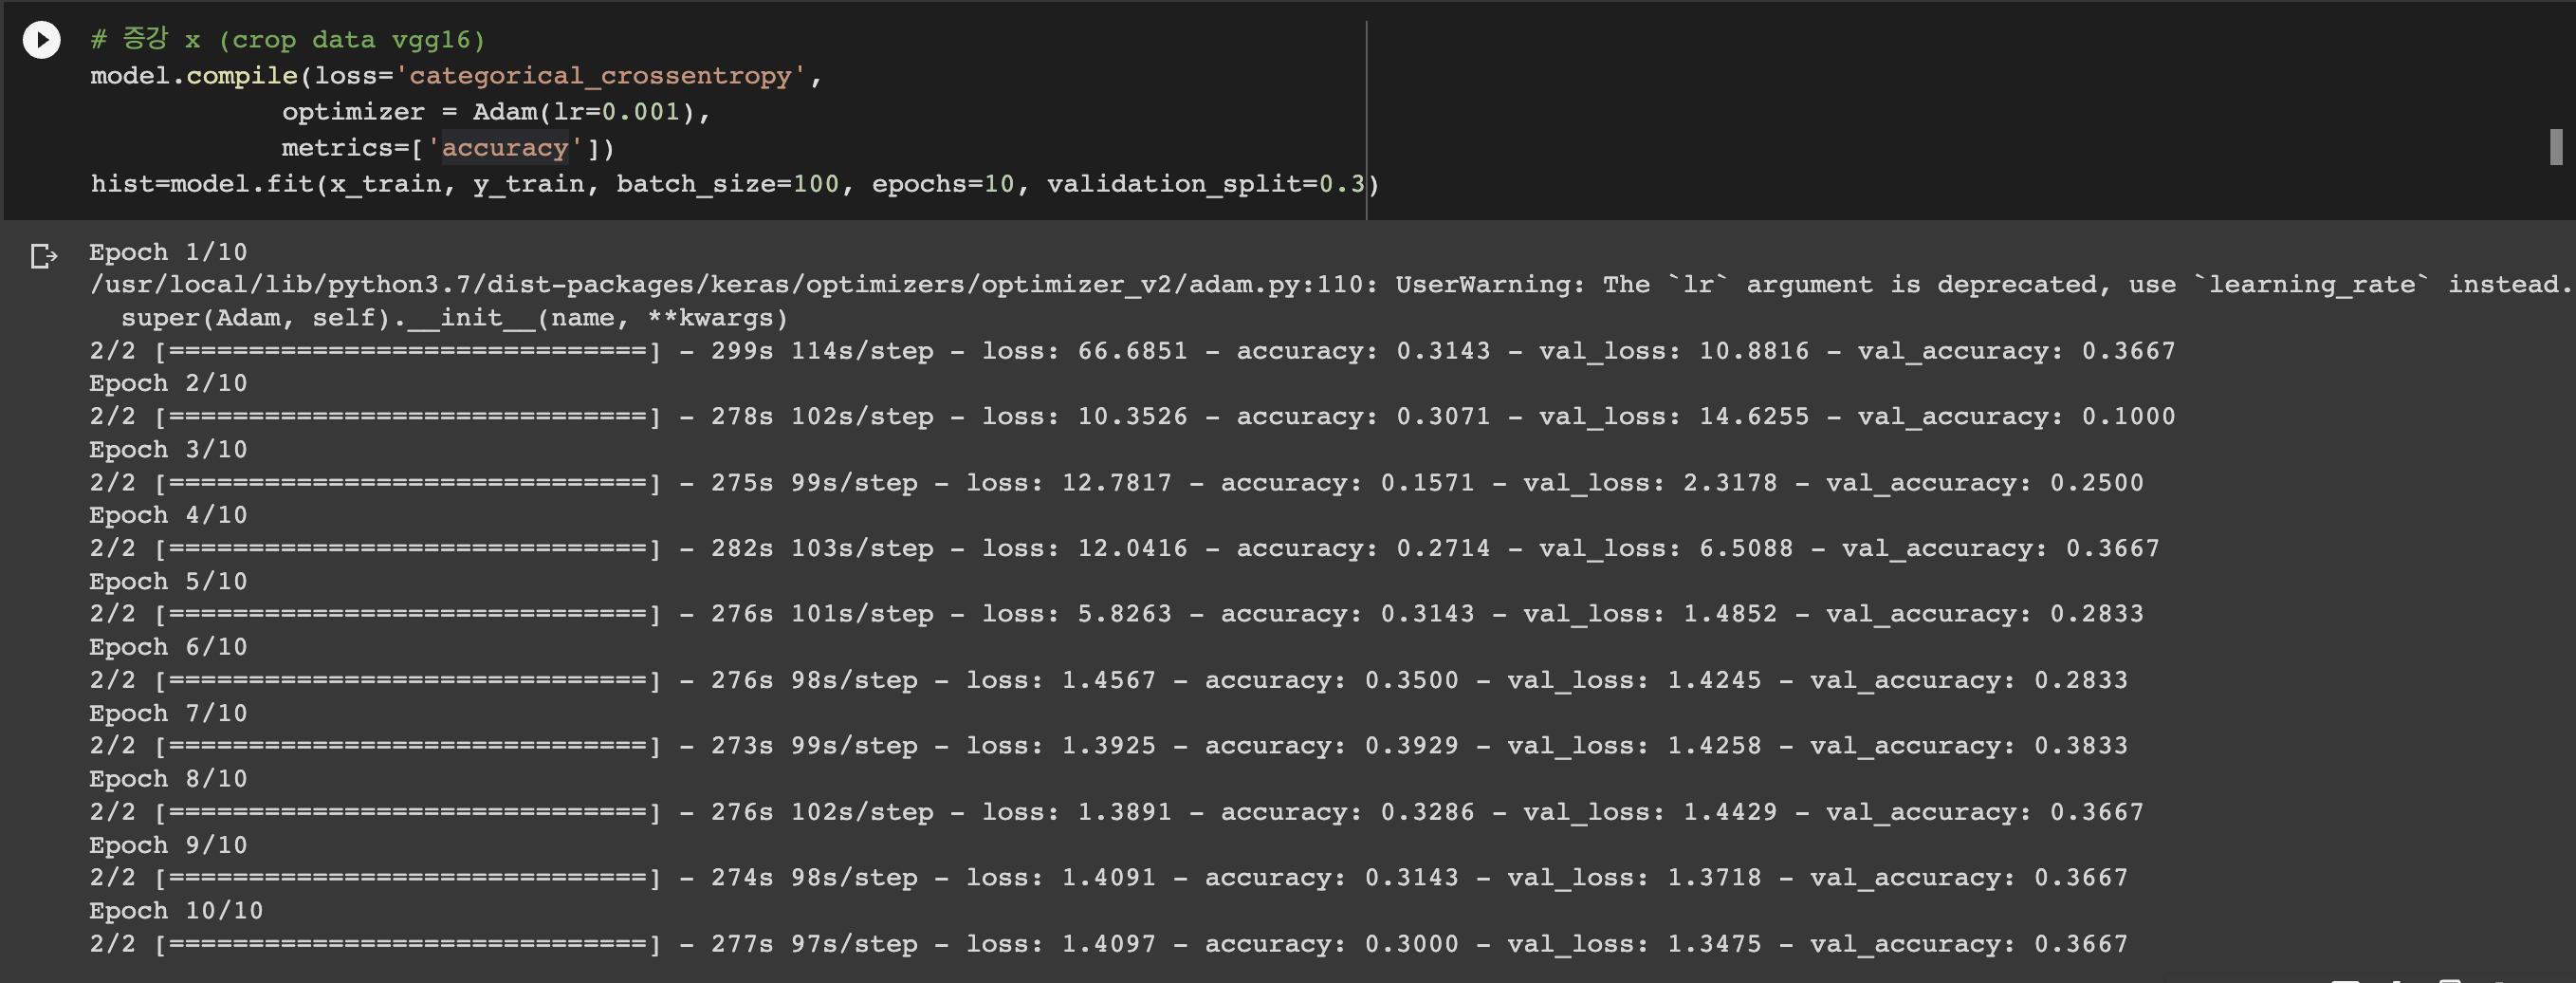 # 증강 x (crop data vgg16)
model.compile(loss='categorical_crossentropy',
optimizer = Adam(lr=0.001),
metrics=['accuracy'])
hist=model.fit(x_train, y_train, batch_size=100, epochs=10, validation_split=0.3)
Epoch 1/10
/usr/local/lib/python3.7/dist-packages/keras/optimizers/optimizer_v2/adam.py:110: UserWarning: The `lr` argument is deprecated, use `learning_rate` instead.
super(Adam, self).__init__(name, **kwargs)
2/2 [==============================] - 299s 114s/step - loss: 66.6851 - accuracy: 0.3143 - val_loss: 10.8816 - val_accuracy: 0.3667
Epoch 2/10
2/2 [==============================] - 278s 102s/step - loss: 10.3526 - accuracy: 0.3071 - val_loss: 14.6255 - val_accuracy: 0.1000
Epoch 3/10
2/2 [==============================] - 275s 99s/step - loss: 12.7817 - accuracy: 0.1571 - val_loss: 2.3178 - val_accuracy: 0.2500
Epoch 4/10
2/2 [==============================] - 282s 103s/step - loss: 12.0416 - accuracy: 0.2714 - val_loss: 6.5088 - val_accuracy: 0.3667
Epoch 5/10
2/2 [==============================] - 276s 101s/step - loss: 5.8263 - accuracy: 0.3143 - val_loss: 1.4852 - val_accuracy: 0.2833
Epoch 6/10
2/2 [==============================] - 276s 98s/step - loss: 1.4567 - accuracy: 0.3500 - val_loss: 1.4245 - val_accuracy: 0.2833
Epoch 7/10
2/2 [==============================] - 273s 99s/step - loss: 1.3925 - accuracy: 0.3929 - val_loss: 1.4258 - val_accuracy: 0.3833
Epoch 8/10
2/2 [==============================] - 276s 102s/step - loss: 1.3891 - accuracy: 0.3286 - val_loss: 1.4429 - val_accuracy: 0.3667
Epoch 9/10
2/2 [==============================] - 274s 98s/step - loss: 1.4091 - accuracy: 0.3143 - val_loss: 1.3718 - val_accuracy: 0.3667
Epoch 10/10
2/2 [==============================] - 277s 97s/step - loss: 1.4097 - accuracy: 0.3000 - val_loss: 1.3475 - val_accuracy: 0.3667